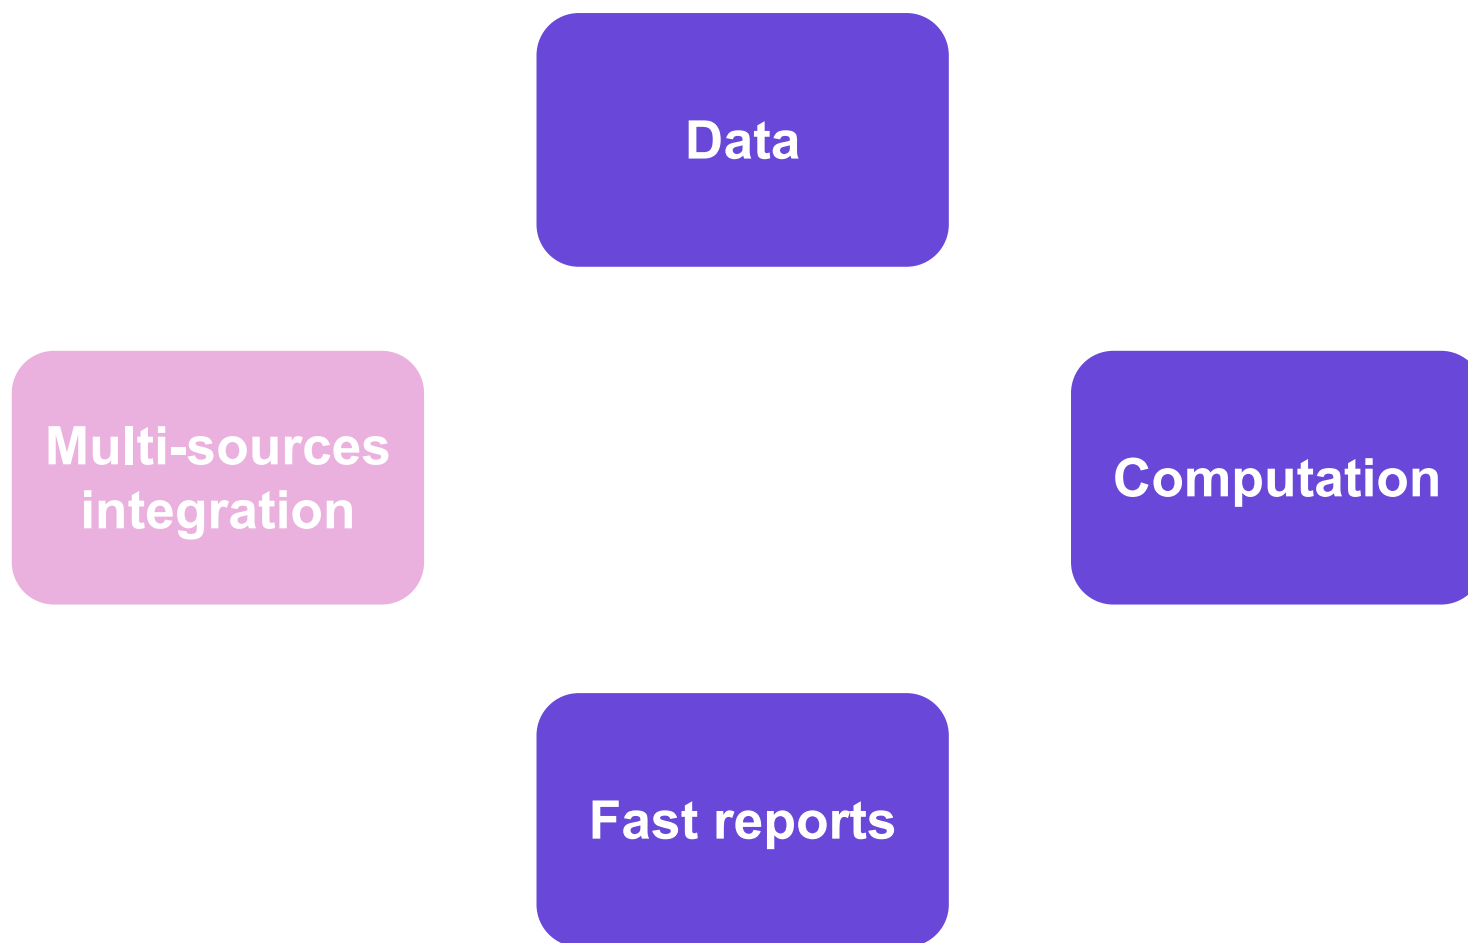 Data
Multi-sources
integration
Computation
Fast reports